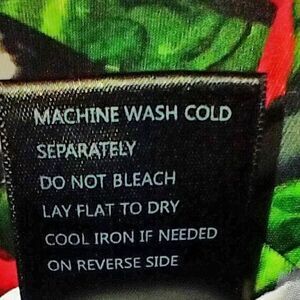 MACHINE WASH COLD
SEPARATELY
DO NOT BLEACH
LAY FLAT TO DRY
COOL IRON IF NEEDED
ON REVERSE SIDE